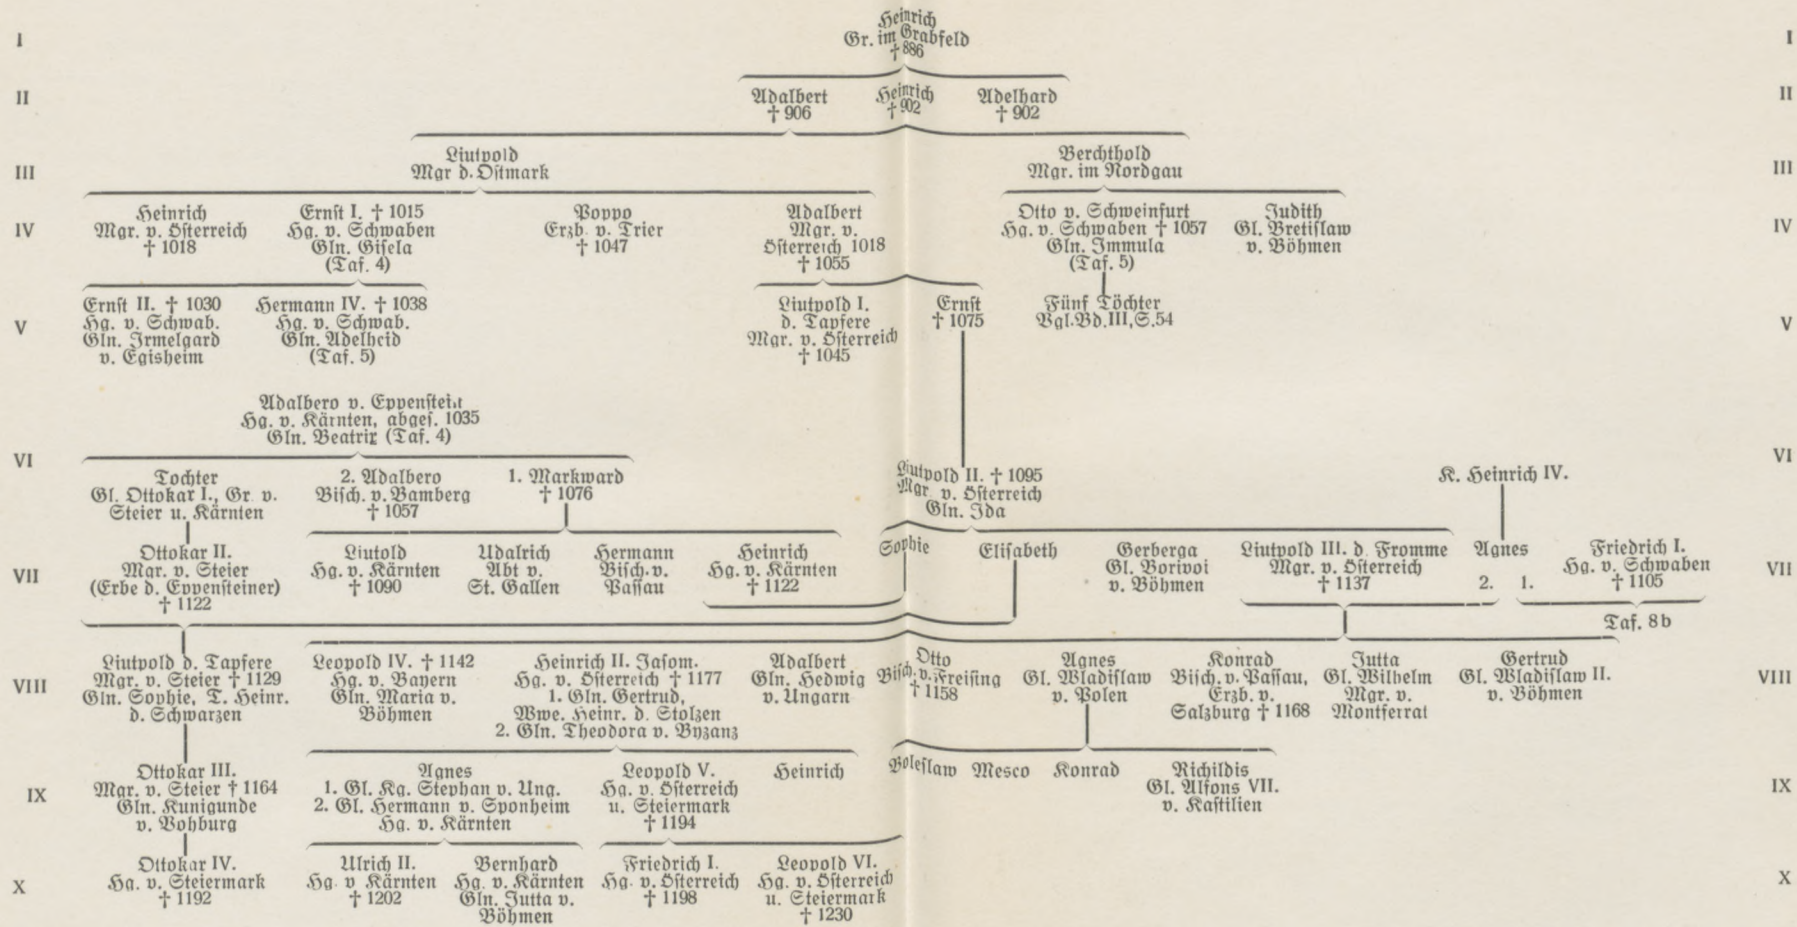 I
Heinrich
Gr. im Grabfeld
† 886
I
II
Adalbert
† 906
Heinrich
† 902
Adelhard
† 902
II
III
Liutpold
Mgr d. Ostmark
Berchthold
Mgr. im Nordgau
III
IV
Heinrich
Mgr. v. Österreich
† 1018
Ernst I. † 1015
Hg. v. Schwaben
Gln. Gisela
(Taf. 4)
Poppo
Erzb. v. Trier
† 1047
Adalbert
Mgr. v.
Österreich 1018
† 1055
Otto v. Schweinfurt
Hg. v. Schwaben † 1057
Gln. Immula
(Taf. 5)
Judith
Gl. Bretislaw
v. Böhmen
IV
V
Ernst II. † 1030
Hg. v. Schwab.
Gln. Irmelgard
v. Egisheim
Hermann IV. † 1038
Hg. v. Schwab.
Gln. Adelheid
(Taf. 5)
Liutpold I.
d. Tapfere
Mgr. v. Österreich
† 1045
Ernst
† 1075
Fünf Töchter
Vgl. Bd. III, S. 54
V
Adalbero v. Eppenstein
Hg. v. Kärnten, abges. 1035
Gln. Beatrix (Taf. 4)
VI
Tochter
Gl. Ottokar I., Gr. v.
Steier u. Kärnten
2. Adalbero
Bisch. v. Bamberg
† 1057
1. Markward
† 1076
Liutpold II. † 1095
Mgr. v. Österreich
Gln. Ida
K. Heinrich IV.
VI
VII
Ottokar II.
Mgr. v. Steier
(Erbe d. Eppensteiner)
† 1122
Liutold
Hg. v. Kärnten
† 1090
Udalrich
Abt v.
St. Gallen
Hermann
Bisch. v.
Passau
Heinrich
Hg. v. Kärnten
† 1122
Sophie
Elisabeth
Gerberga
Gl. Borivoi
v. Böhmen
Liutpold III. d. Fromme
Mgr. v. Österreich
† 1137
Agnes
2. 1.
Friedrich I.
Hg. v. Schwaben
† 1105
VII
Taf. 8b
VIII
Liutpold d. Tapfere
Mgr. v. Steier † 1129
Gln. Sophie, T. Heinr.
d. Schwarzen
Leopold IV. † 1142
Hg. v. Bayern
Gln. Maria v.
Böhmen
Heinrich II. Jasom.
Hg. v. Österreich † 1177
1. Gln. Gertrud,
Wwe. Heinr. d. Stolzen
2. Gln. Theodora v. Byzanz
Adalbert
Gln. Hedwig
v. Ungarn
Otto
Bisch. v. Freising
† 1158
Agnes
Gl. Wladislaw
v. Polen
Konrad
Bisch. v. Passau,
Erzb. v.
Salzburg † 1168
Jutta
Gl. Wilhelm
Mgr. v.
Montferrat
Gertrud
Gl. Wladislaw II.
v. Böhmen
VIII
IX
Ottokar III.
Mgr. v. Steier † 1164
Gln. Kunigunde
v. Vohburg
Agnes
1. Gl. Kg. Stephan v. Ung.
2. Gl. Hermann v. Sponheim
Hg. v. Kärnten
Leopold V.
Hg. v. Österreich
u. Steiermark
† 1194
Heinrich
Boleslaw
Mesco
Konrad
Richildis
Gl. Alfons VII.
v. Kastilien
IX
X
Ottokar IV.
Hg. v. Steiermark
† 1192
Ulrich II.
Hg. v Kärnten
† 1202
Bernhard
Hg. v. Kärnten
Gln. Jutta v.
Böhmen
Friedrich I.
Hg. v. Österreich
† 1198
Leopold VI.
Hg. v. Österreich
u. Steiermark
† 1230
X